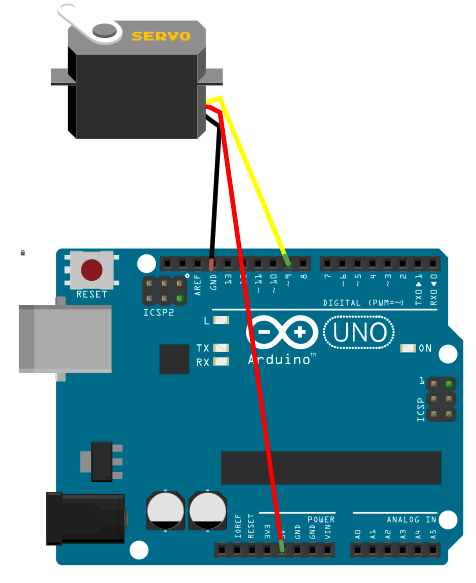 SERVO
RESET
ICSP2
AREF
GND
13
12
~11
~10
~9
8
7
~6
~5
4
~3
2
TX0▶1
RX0◀0
DIGITAL (PWM=~)
L
TX
RX
Arduino™
UNO
ON
1
ICSP
IOREF
RESET
3V3
5V
GND
GND
VIN
POWER
ANALOG IN
A0
A1
A2
A3
A4
A5